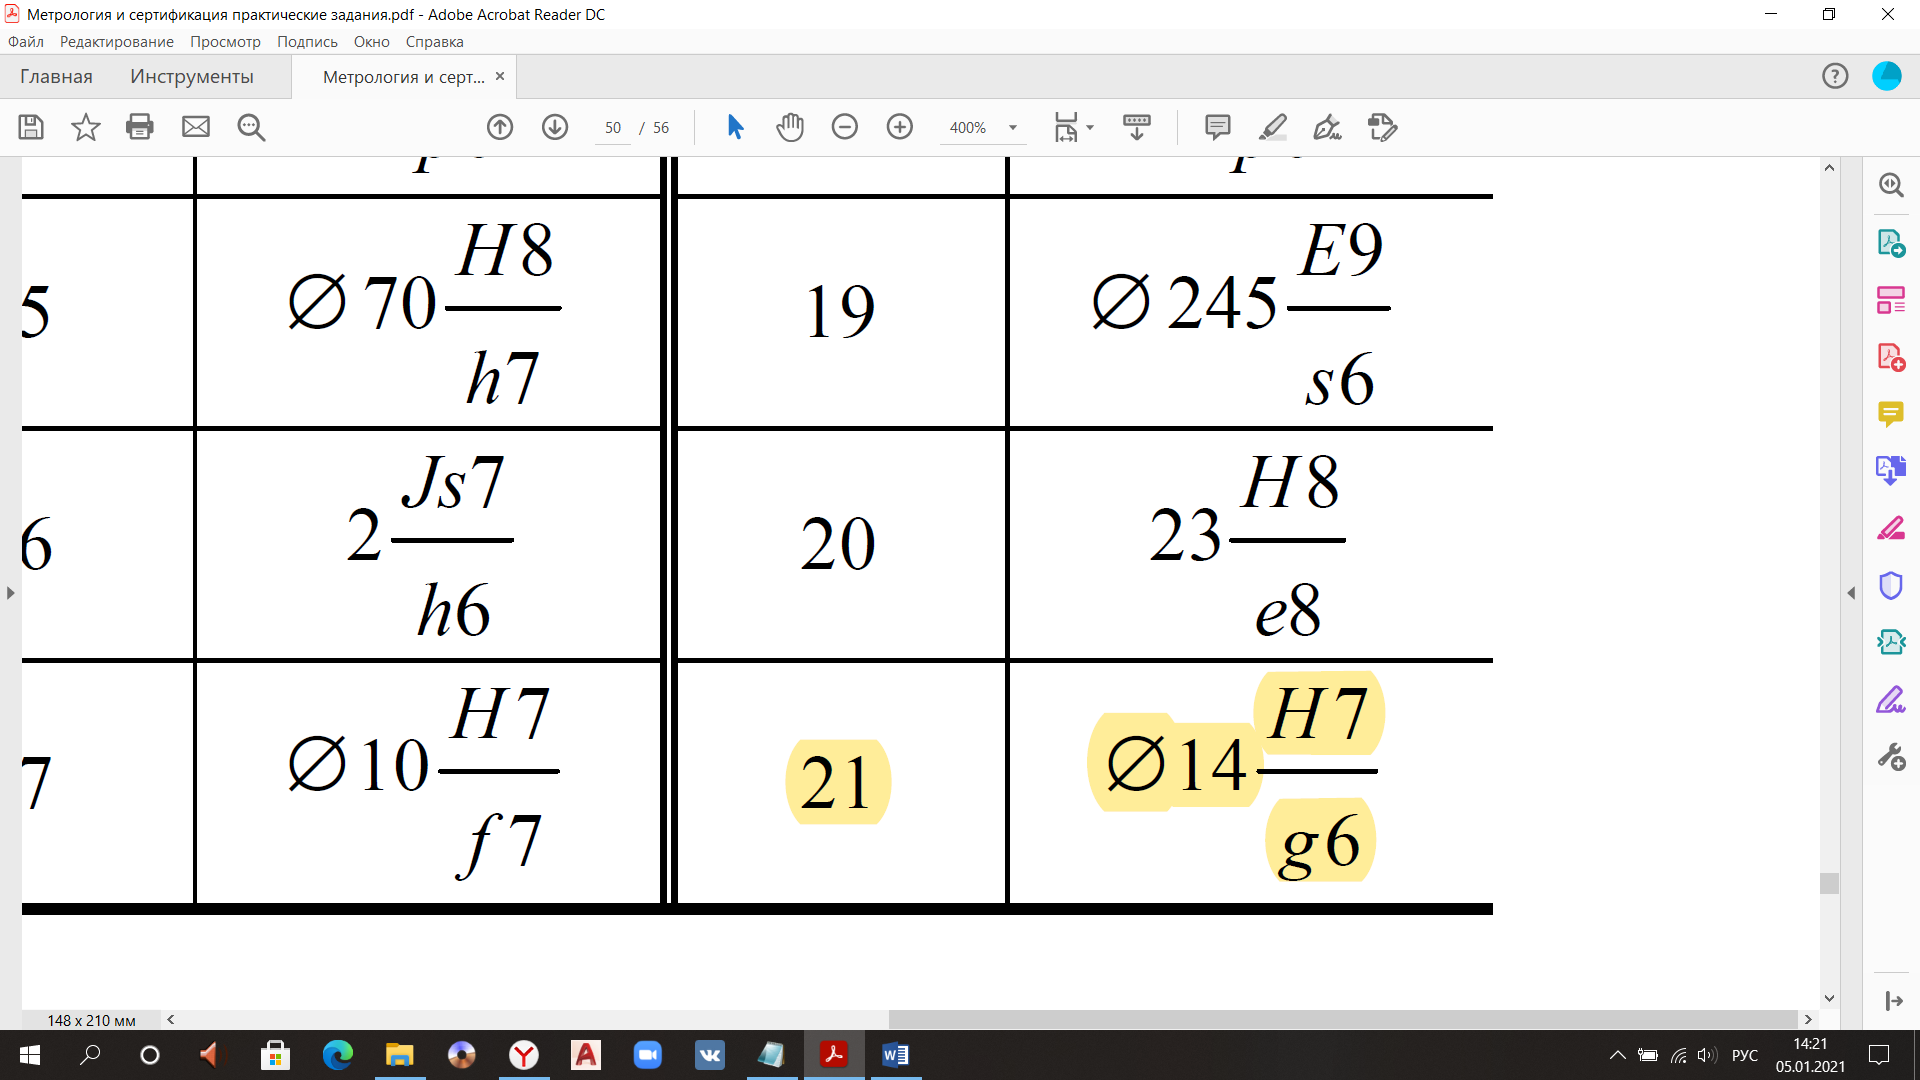 Метрология и сертификация практические задания.pdf - Adobe Acrobat Reader DC
Файл Редактирование Просмотр Подпись Окно Справка
Главная Инструменты Метрология и серт... ×
50 / 56 400%
5 ∅ 70 H8 / h7 19 ∅ 245 E9 / s6
6 2 Js7 / h6 20 23 H8 / e8
7 ∅ 10 H7 / f7 21 ∅ 14 H7 / g6
148 x 210 мм
РУС 14:21
05.01.2021